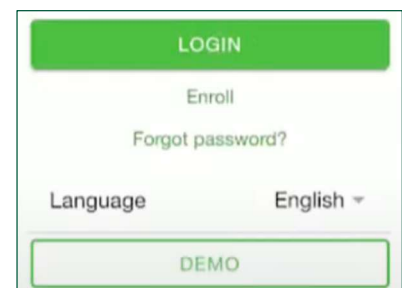 LOGIN
Enroll
Forgot password?
Language English
DEMO